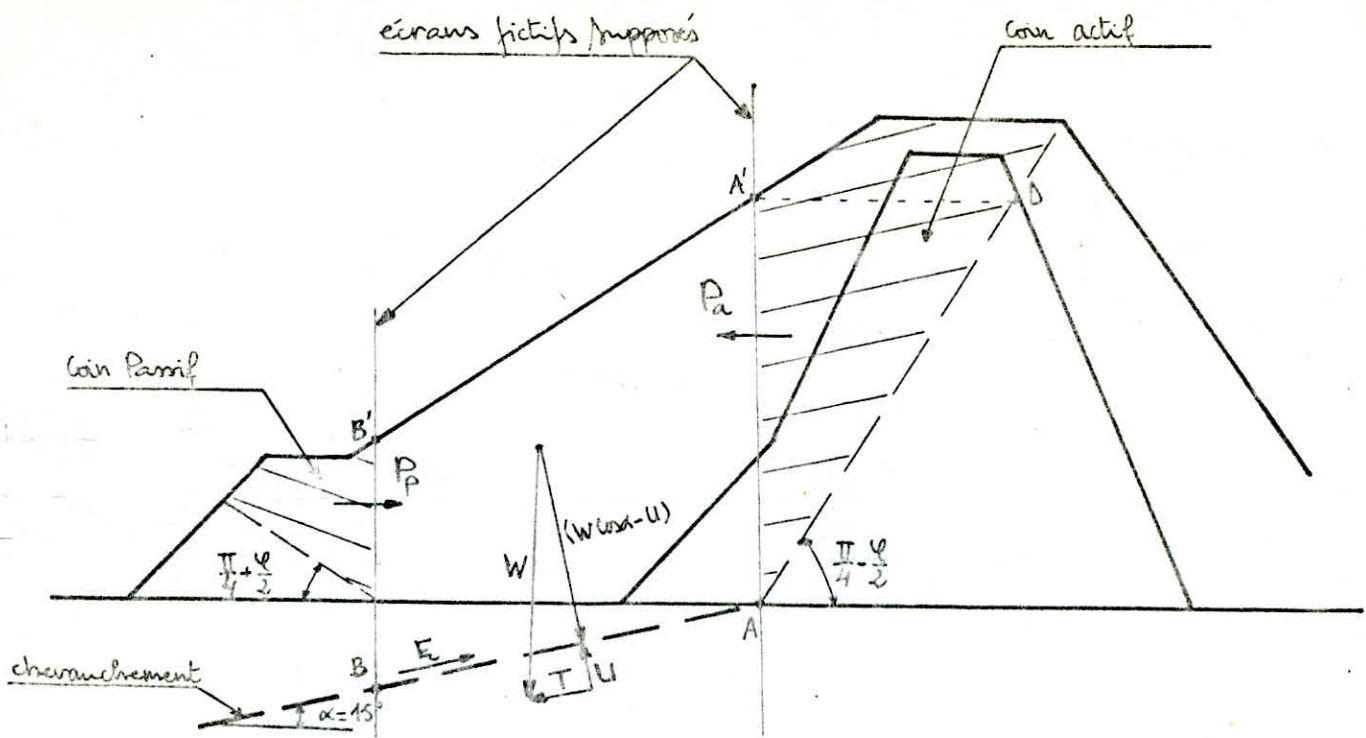 écrans fictifs supposés
coin actif
A'
D
Pa
Coin Passif
B'
Pp
(W cosα-U)
W
π/4+φ/2
π/4-φ/2
A
B
T
U
chevauchement
α=15°